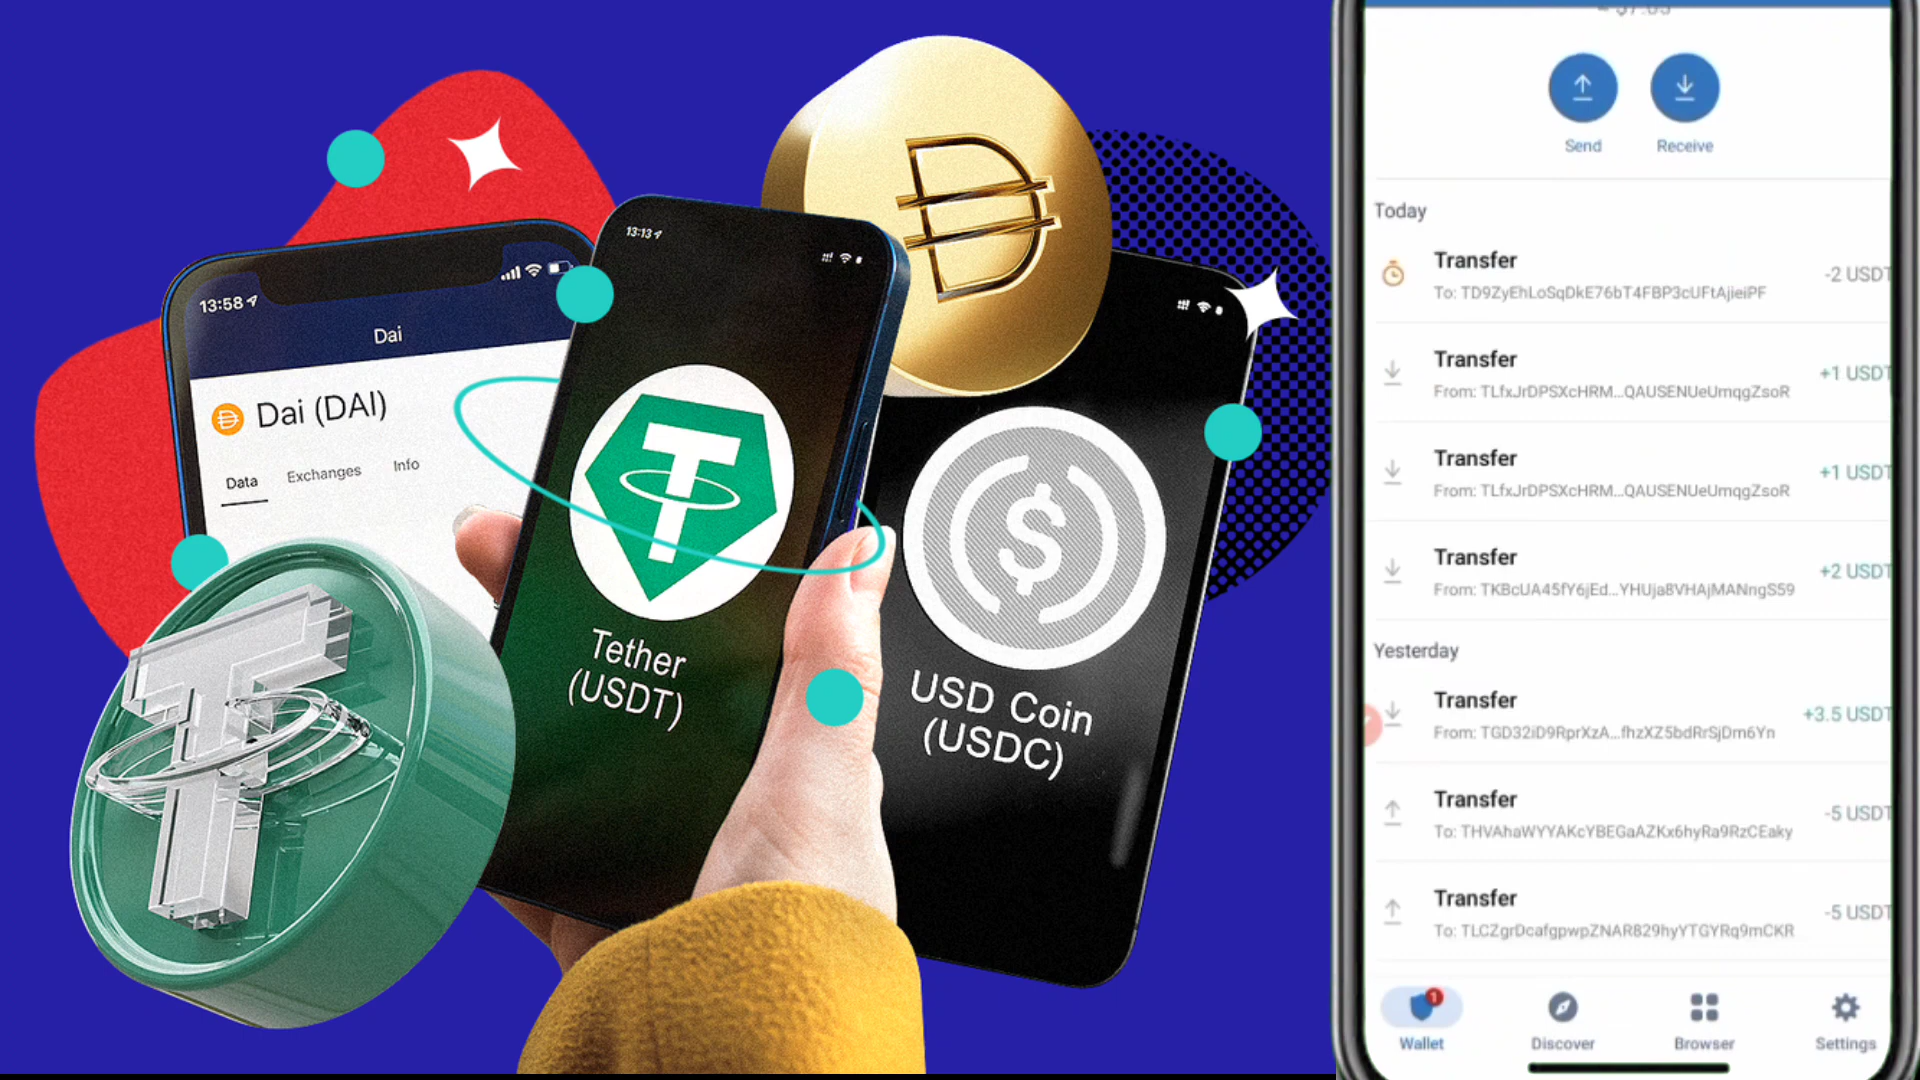 13:58
Dai
Dai (DAI)
Data
Exchanges
Info
13:13
Tether
(USDT)
USD Coin
(USDC)
Send
Receive
Today
Transfer
-2 USDT
To: TD9ZyEhLoSqDkE76bT4FBP3cUFtAjieiPF
Transfer
+1 USDT
From: TLfxJrDPSXcHRM...QAUSENUeUmqgZsoR
Transfer
+1 USDT
From: TLfxJrDPSXcHRM...QAUSENUeUmqgZsoR
Transfer
+2 USDT
From: TKBcUA45fY6jEd...YHUja8VHAjMANngS59
Yesterday
Transfer
+3.5 USDT
From: TGD32iD9RprXzA...fhzXZ5bdRrSjDm6Yn
Transfer
-5 USDT
To: THVAhaWYYAKcYBEGaAZKx6hyRa9RzCEaky
Transfer
-5 USDT
To: TLCZgrDcafgpwpZNAR829hyYTGYRq9mCKR
1
Wallet
Discover
Browser
Settings